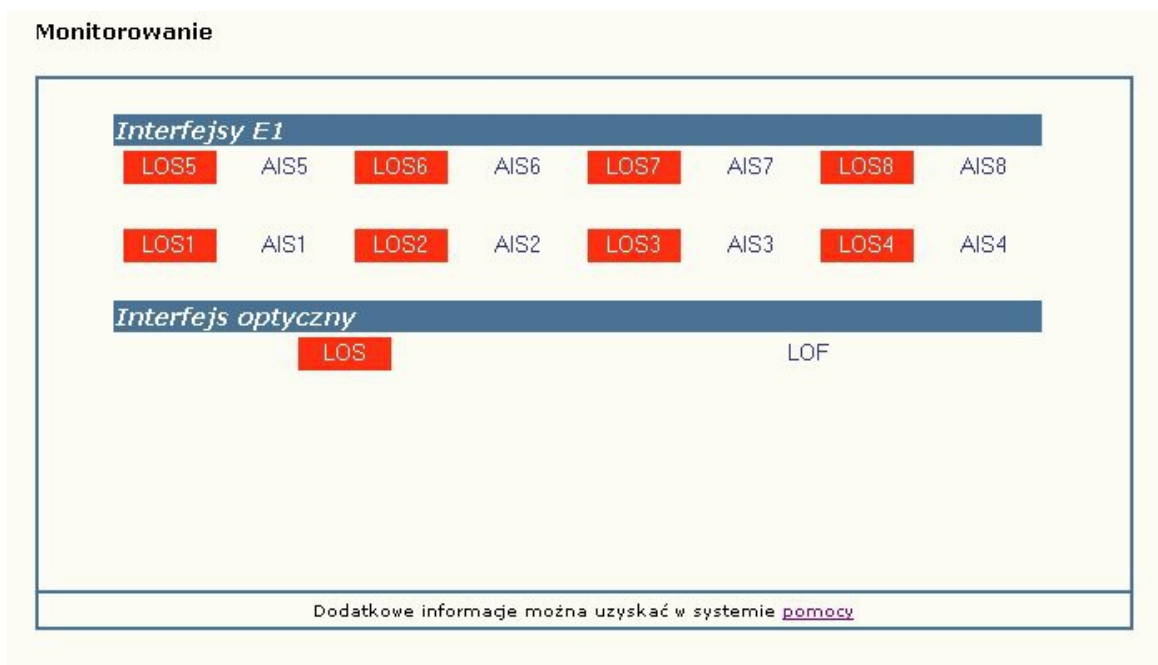 Monitorowanie
Interfejsy E1
LOS5 AIS5 LOS6 AIS6 LOS7 AIS7 LOS8 AIS8
LOS1 AIS1 LOS2 AIS2 LOS3 AIS3 LOS4 AIS4
Interfejs optyczny
LOS LOF
Dodatkowe informacje można uzyskać w systemie pomocy